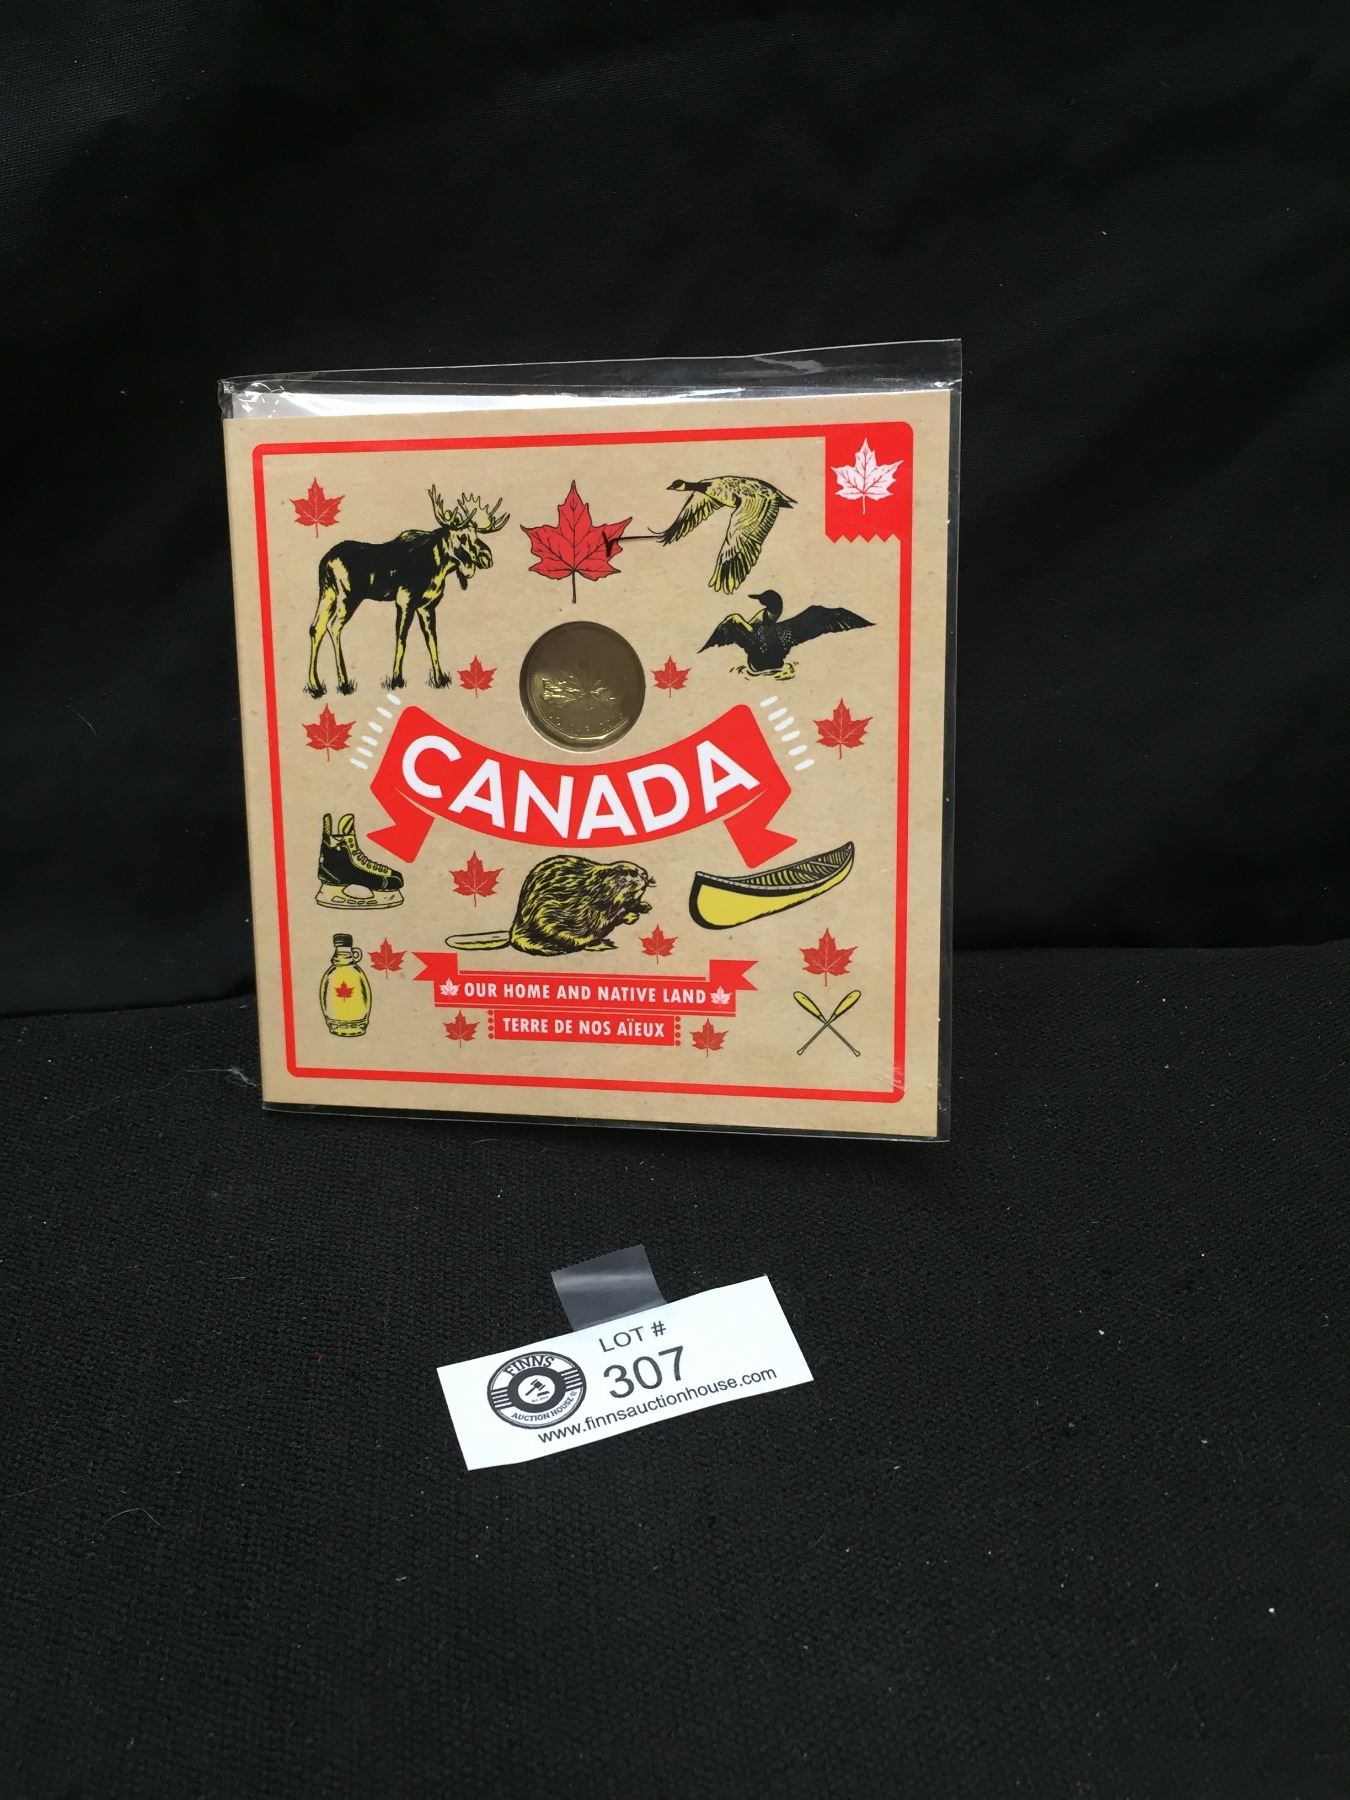 CANADA
OUR HOME AND NATIVE LAND
TERRE DE NOS AÏEUX
LOT #
307
FINNS
AUCTION HOUSE
www.finnsauctionhouse.com